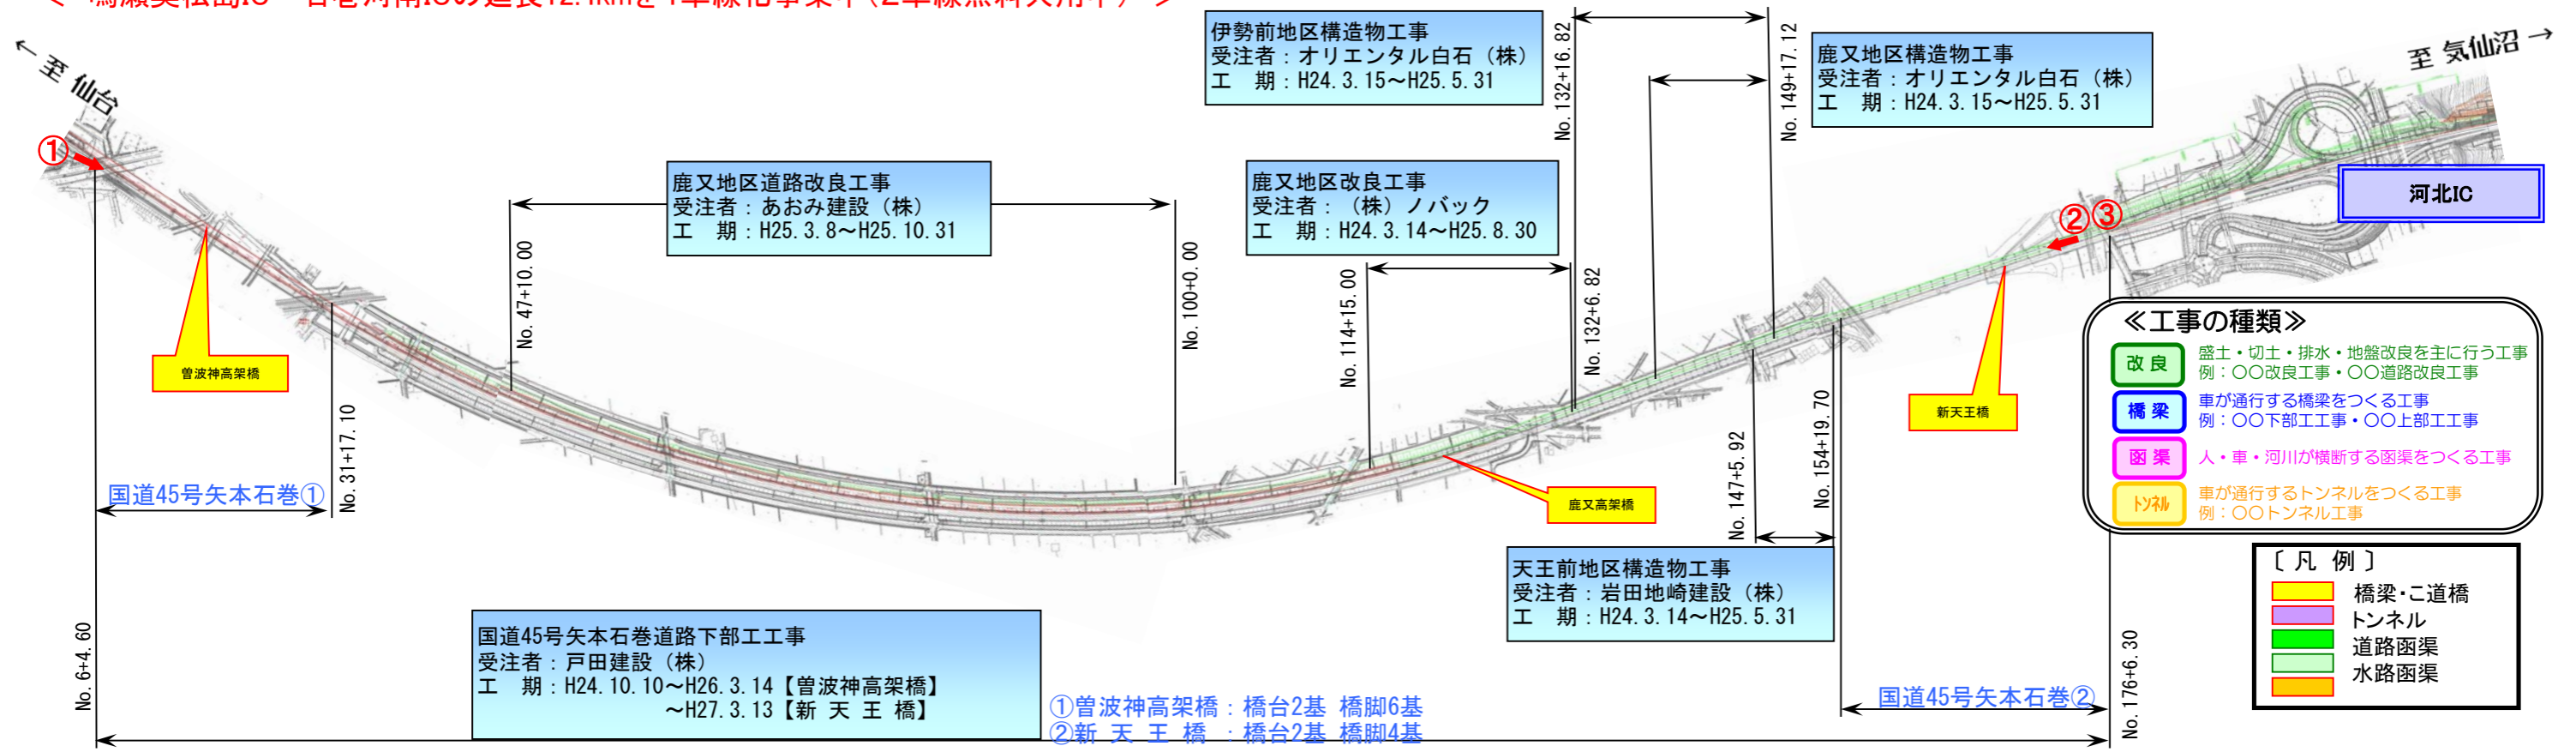 ← 至 仙台
至 気仙沼 →
①
伊勢前地区構造物工事
受注者：オリエンタル白石（株）
工　期：H24.3.15～H25.5.31
No.132+16.82
No.149+17.12
鹿又地区構造物工事
受注者：オリエンタル白石（株）
工　期：H24.3.15～H25.5.31
鹿又地区道路改良工事
受注者：あおみ建設（株）
工　期：H25.3.8～H25.10.31
鹿又地区改良工事
受注者：（株）ノバック
工　期：H24.3.14～H25.8.30
河北IC
② ③
No.47+10.00
No.100+0.00
No.114+15.00
No.132+6.82
曽波神高架橋
新天王橋
鹿又高架橋
No.31+17.10
No.147+5.92
No.154+19.70
国道45号矢本石巻①
≪工事の種類≫
改良 盛土・切土・排水・地盤改良を主に行う工事
例：〇〇改良工事・〇〇道路改良工事
橋梁 車が通行する橋梁をつくる工事
例：〇〇下部工工事・〇〇上部工工事
函渠 人・車・河川が横断する函渠をつくる工事
トンネル 車が通行するトンネルをつくる工事
例：〇〇トンネル工事
天王前地区構造物工事
受注者：岩田地崎建設（株）
工　期：H24.3.14～H25.5.31
〔 凡 例 〕
橋梁・こ道橋
トンネル
道路函渠
水路函渠
No.6+4.60
国道45号矢本石巻道路下部工工事
受注者：戸田建設（株）
工　期：H24.10.10～H26.3.14【曽波神高架橋】
～H27.3.13【新 天 王 橋】
①曽波神高架橋：橋台2基 橋脚6基
②新 天 王 橋 ：橋台2基 橋脚4基
国道45号矢本石巻②
No.176+6.30